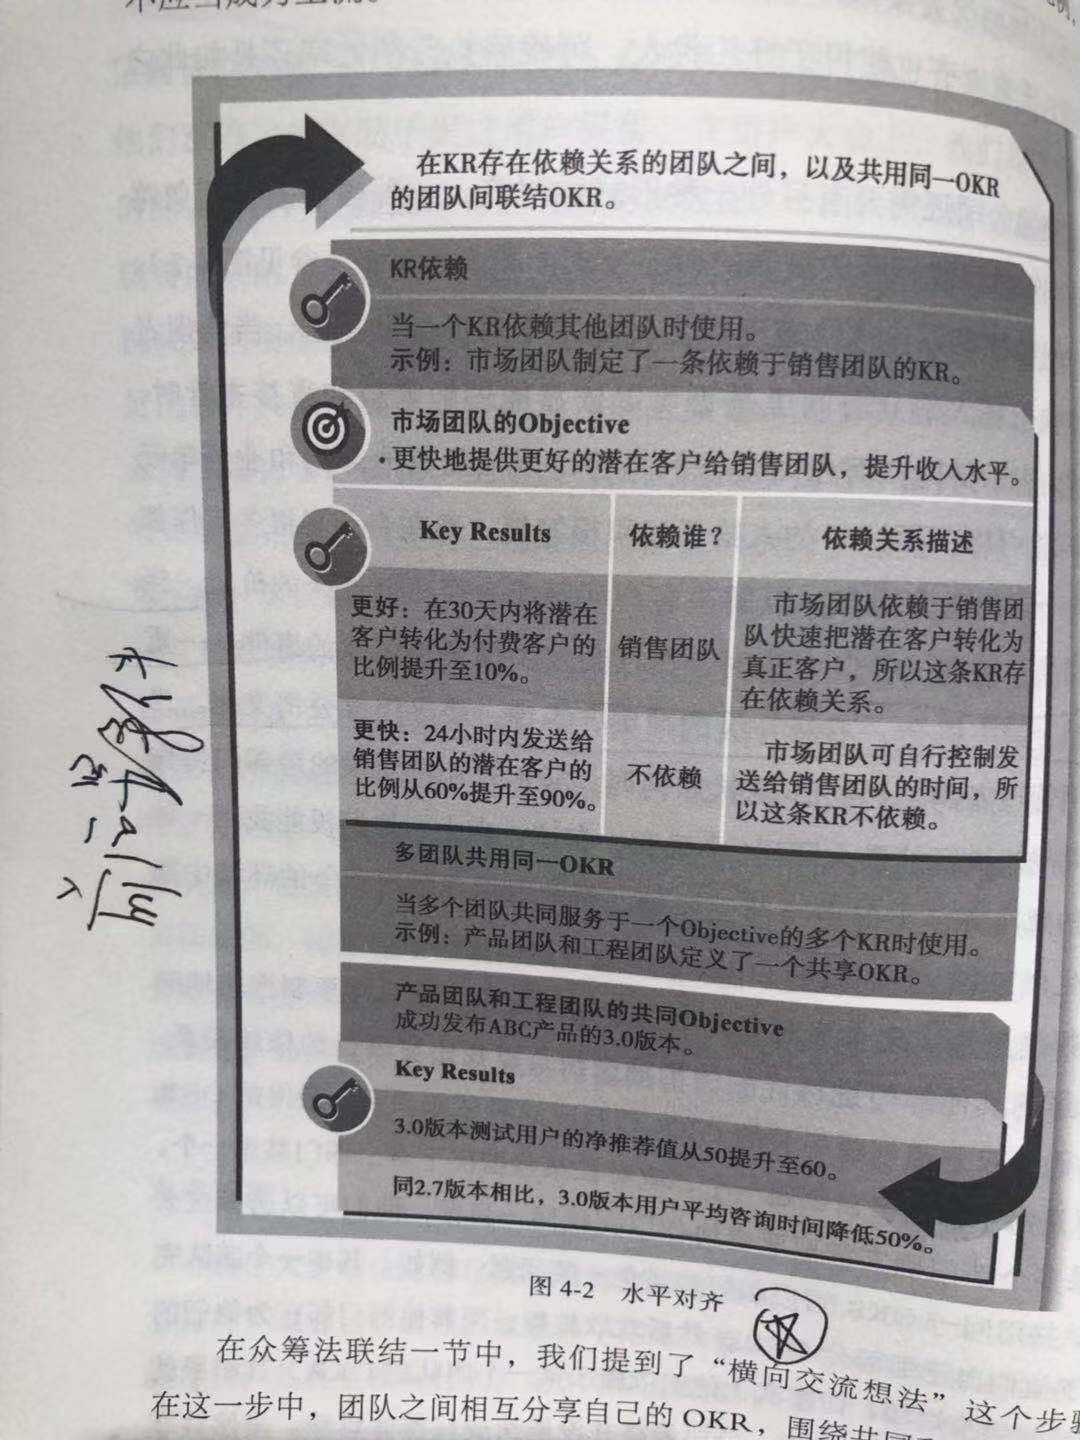 在KR存在依赖关系的团队之间，以及共用同一OKR
的团队间联结OKR。
KR依赖
当一个KR依赖其他团队时使用。
示例：市场团队制定了一条依赖于销售团队的KR。
市场团队的Objective
·更快地提供更好的潜在客户给销售团队，提升收入水平。
Key Results
依赖谁？
依赖关系描述
更好：在30天内将潜在
客户转化为付费客户的
比例提升至10%。
销售团队
市场团队依赖于销售团
队快速把潜在客户转化为
真正客户，所以这条KR存
在依赖关系。
更快：24小时内发送给
销售团队的潜在客户的
比例从60%提升至90%。
不依赖
市场团队可自行控制发
送给销售团队的时间，所
以这条KR不依赖。
多团队共用同一OKR
当多个团队共同服务于一个Objective的多个KR时使用。
示例：产品团队和工程团队定义了一个共享OKR。
产品团队和工程团队的共同Objective
成功发布ABC产品的3.0版本。
Key Results
3.0版本测试用户的净推荐值从50提升至60。
同2.7版本相比，3.0版本用户平均咨询时间降低50%。
图 4-2 水平对齐
在众筹法联结一节中，我们提到了“横向交流想法”这个步
在这一步中，团队之间相互分享自己的 OKR，围绕共同